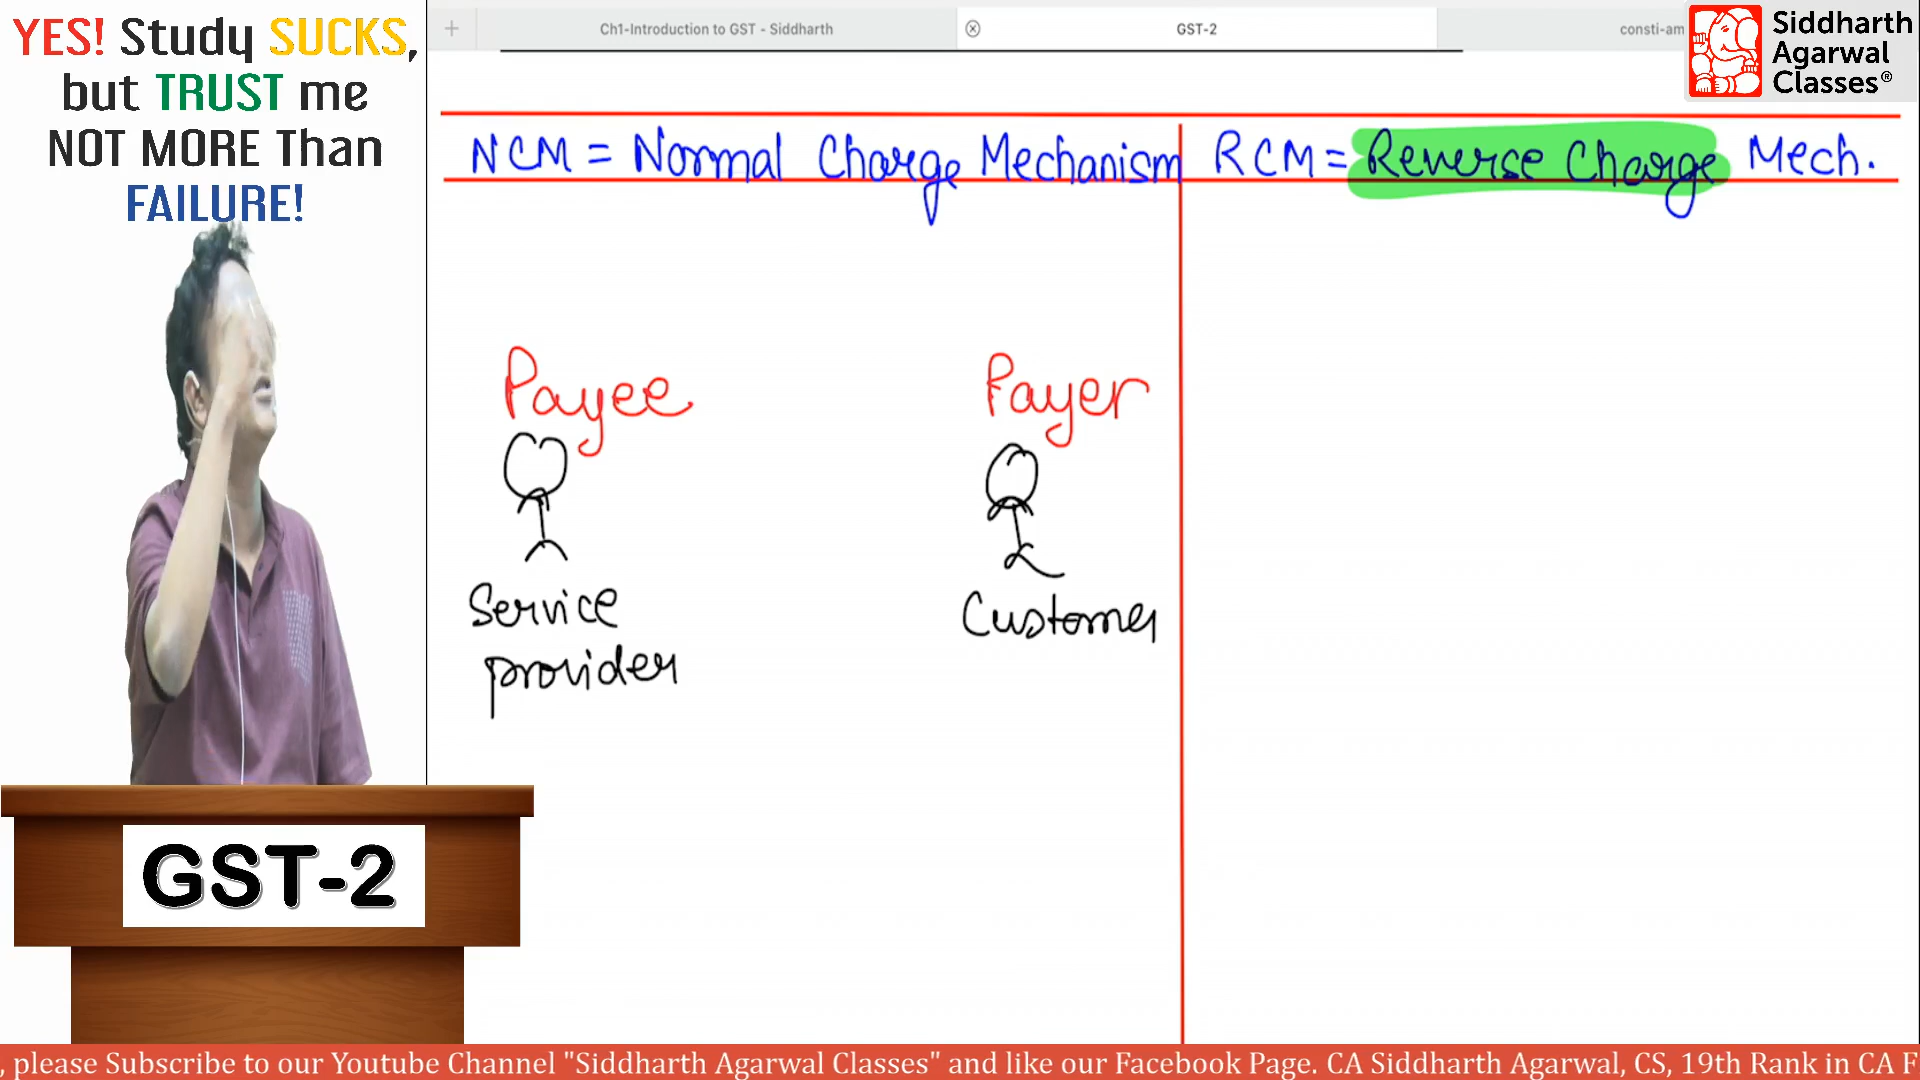 YES! Study SUCKS,
but TRUST me
NOT MORE Than
FAILURE!
Ch1-Introduction to GST - Siddharth
GST-2
consti-am
Siddharth
Agarwal
Classes®
NCM = Normal Charge Mechanism
RCM = Reverse Charge Mech.
Payee
Payer
Service
provider
Customer
GST-2
, please Subscribe to our Youtube Channel "Siddharth Agarwal Classes" and like our Facebook Page. CA Siddharth Agarwal, CS, 19th Rank in CA F